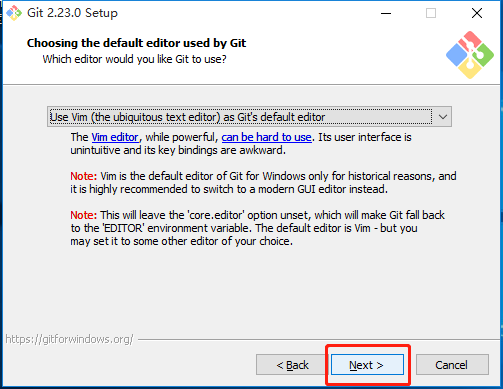 Git 2.23.0 Setup
Choosing the default editor used by Git
Which editor would you like Git to use?
Use Vim (the ubiquitous text editor) as Git's default editor
The Vim editor, while powerful, can be hard to use. Its user interface is
unintuitive and its key bindings are awkward.
Note: Vim is the default editor of Git for Windows only for historical reasons, and
it is highly recommended to switch to a modern GUI editor instead.
Note: This will leave the 'core.editor' option unset, which will make Git fall back
to the 'EDITOR' environment variable. The default editor is Vim - but you
may set it to some other editor of your choice.
https://gitforwindows.org/
< Back
Next >
Cancel